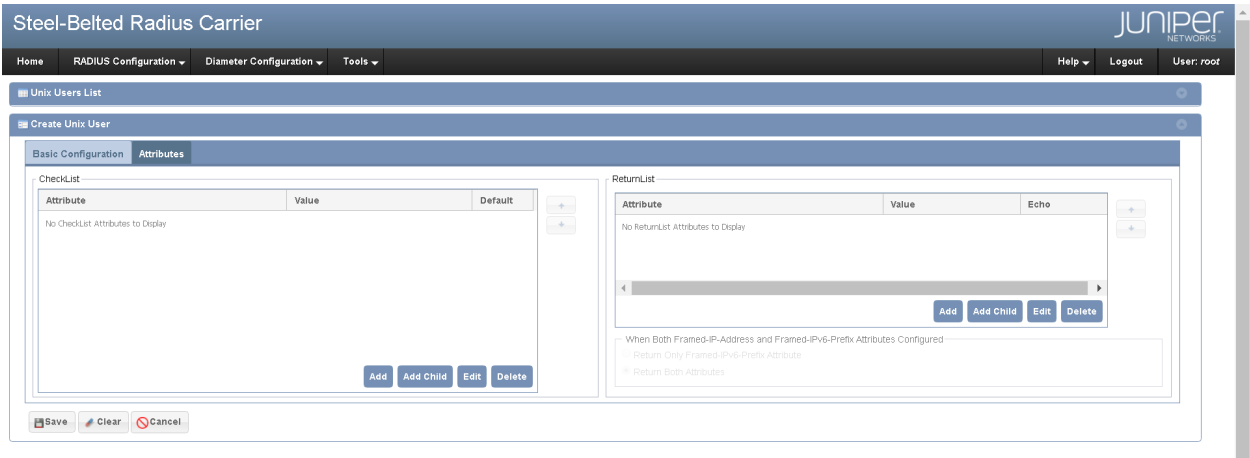 Steel-Belted Radius Carrier
JUNIPER
NETWORKS
Home RADIUS Configuration Diameter Configuration Tools Help Logout User: root
Unix Users List
Create Unix User
Basic Configuration Attributes
CheckList
Attribute Value Default
No CheckList Attributes to Display
Add Add Child Edit Delete
ReturnList
Attribute Value Echo
No ReturnList Attributes to Display
Add Add Child Edit Delete
When Both Framed-IP-Address and Framed-IPv6-Prefix Attributes Configured
Return Only Framed-IPv6-Prefix Attribute
Return Both Attributes
Save Clear Cancel